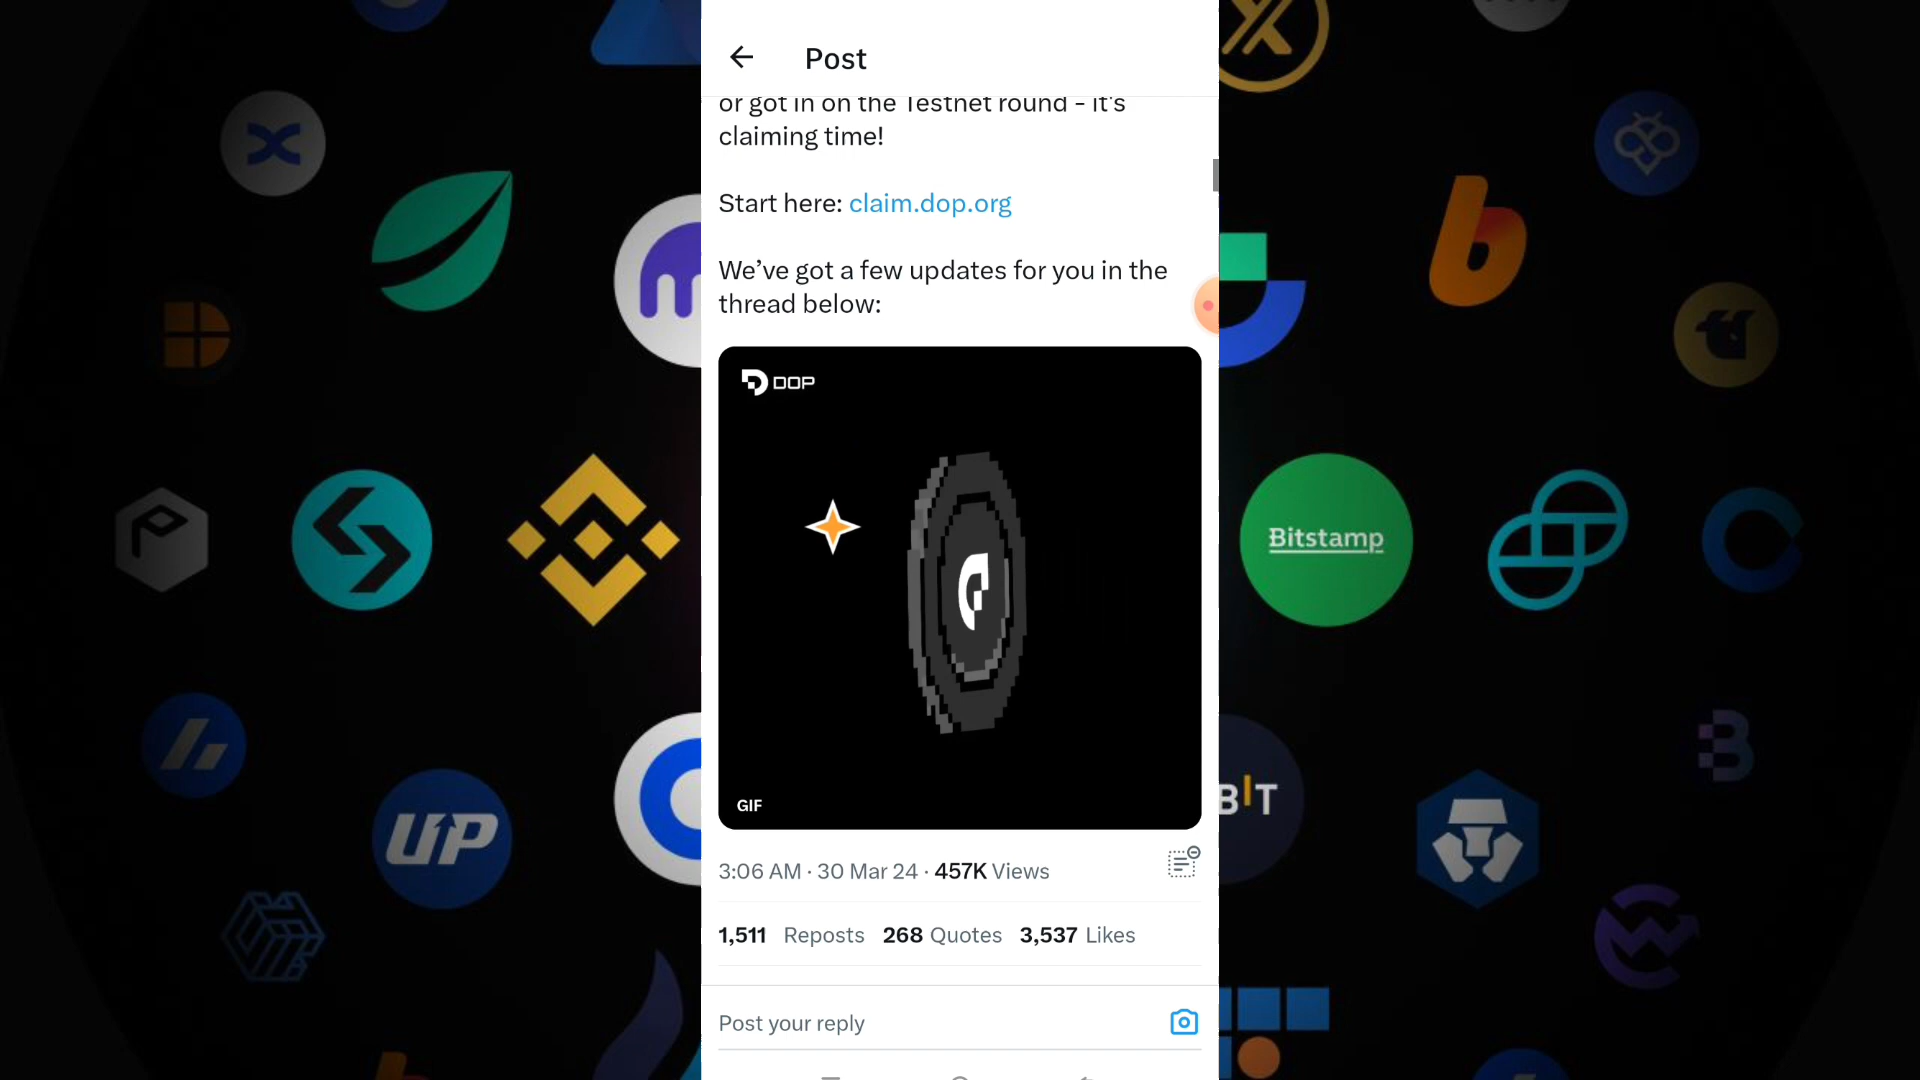 Post
or got in on the Testnet round - it's
claiming time!
Start here: claim.dop.org
We've got a few updates for you in the
thread below:
DOP
GIF
3:06 AM · 30 Mar 24 · 457K Views
1,511 Reposts 268 Quotes 3,537 Likes
Post your reply
Bitstamp
UP
BIT